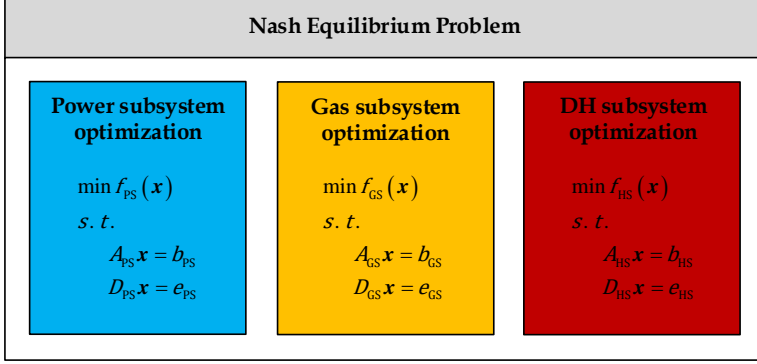 Nash Equilibrium Problem
Power subsystem
optimization
min f_PS (x)
s. t.
A_PS x = b_PS
D_PS x = e_PS
Gas subsystem
optimization
min f_GS (x)
s. t.
A_GS x = b_GS
D_GS x = e_GS
DH subsystem
optimization
min f_HS (x)
s. t.
A_HS x = b_HS
D_HS x = e_HS